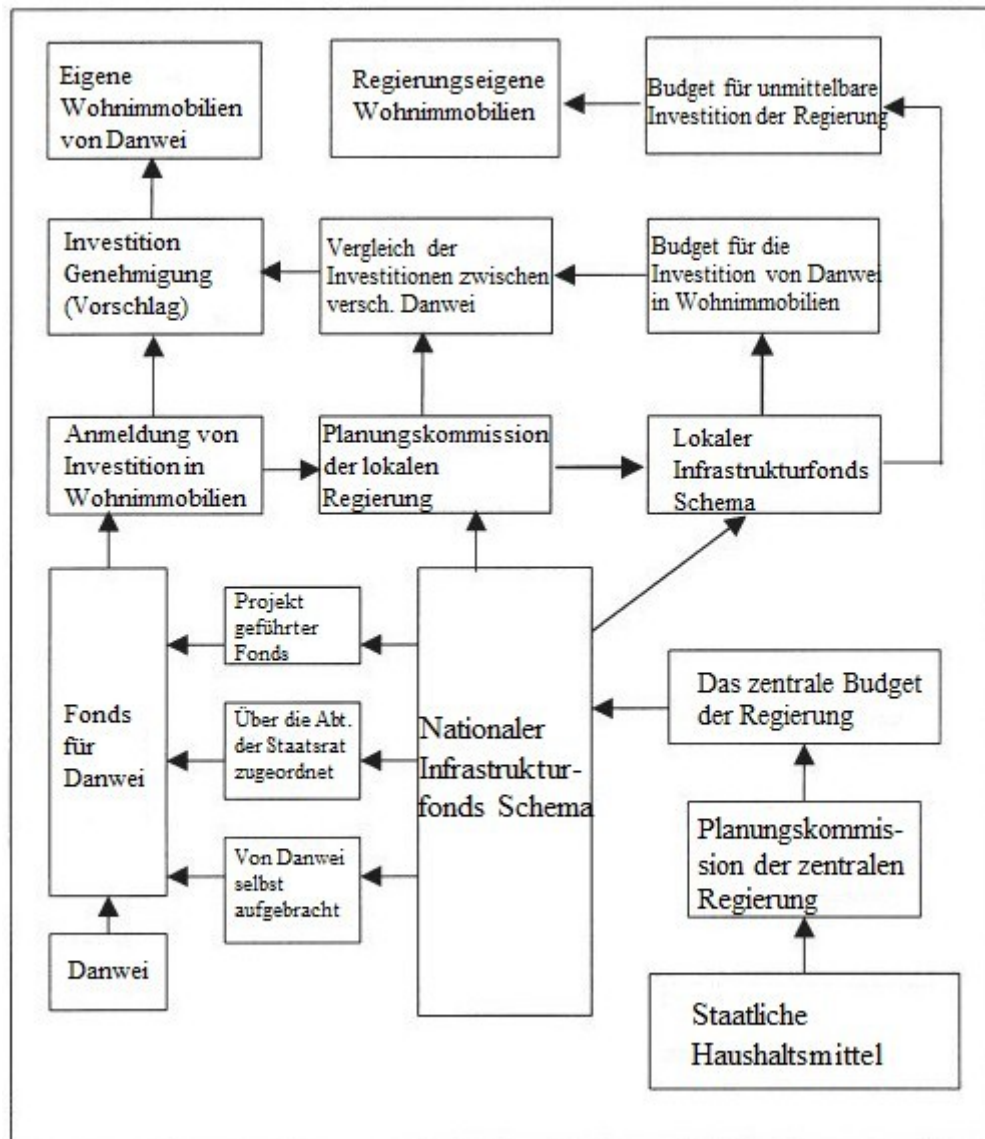 Eigene
Wohnimmobilien
von Danwei
Regierungseigene
Wohnimmobilien
Budget für unmittelbare
Investition der Regierung
Investition
Genehmigung
(Vorschlag)
Vergleich der
Investitionen zwischen
versch. Danwei
Budget für die
Investition von Danwei
in Wohnimmobilien
Anmeldung von
Investition in
Wohnimmobilien
Planungskommission
der lokalen
Regierung
Lokaler
Infrastrukturfonds
Schema
Fonds
für
Danwei
Projekt
geführter
Fonds
Über die Abt.
der Staatsrat
zugeordnet
Von Danwei
selbst
aufgebracht
Nationaler
Infrastruktur-
fonds Schema
Das zentrale Budget
der Regierung
Planungskommis-
sion der zentralen
Regierung
Danwei
Staatliche
Haushaltsmittel